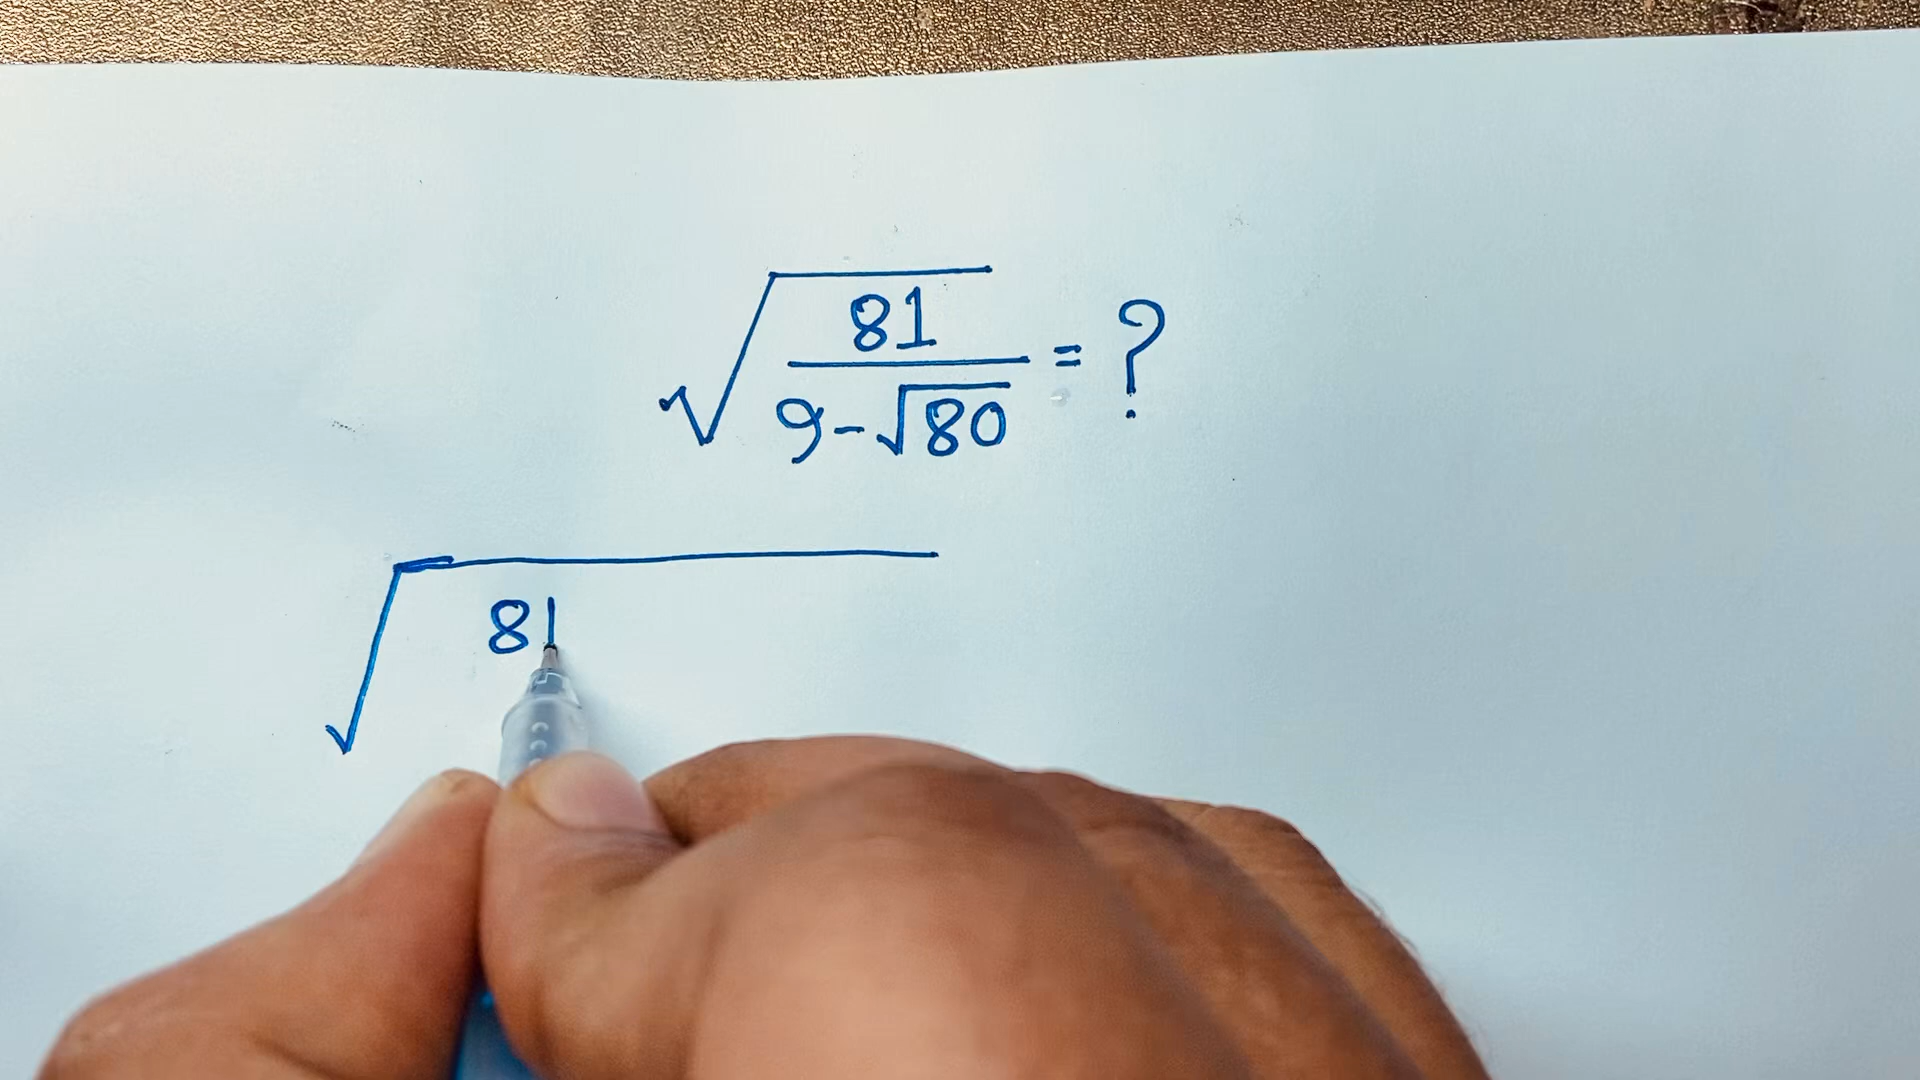 √(81/(9-√80)) = ?
√81